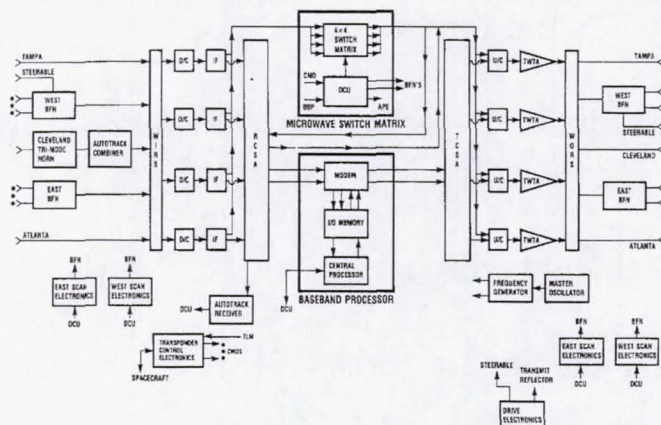 TAMPA
STEERABLE
WEST
BFN
CLEVELAND
TRI-MODE
HORN
AUTOTRACK
COMBINER
EAST
BFN
ATLANTA
WIRS
D/C
IF
D/C
IF
D/C
IF
D/C
IF
RCSA
4×4
SWITCH
MATRIX
CMD
DCU
BFN'S
BBP
APE
MICROWAVE SWITCH MATRIX
MODEM
I/O MEMORY
CENTRAL
PROCESSOR
DCU
BASEBAND PROCESSOR
TCSA
U/C
TWTA
U/C
TWTA
U/C
TWTA
U/C
TWTA
WORS
TAMPA
WEST
BFN
STEERABLE
CLEVELAND
EAST
BFN
ATLANTA
BFN
EAST SCAN
ELECTRONICS
DCU
BFN
WEST SCAN
ELECTRONICS
DCU
DCU
AUTOTRACK
RECEIVER
TRANSPONDER
CONTROL
ELECTRONICS
TLM
CMDS
SPACECRAFT
FREQUENCY
GENERATOR
MASTER
OSCILLATOR
BFN
EAST SCAN
ELECTRONICS
DCU
BFN
WEST SCAN
ELECTRONICS
DCU
STEERABLE
TRANSMIT
REFLECTOR
DRIVE
ELECTRONICS